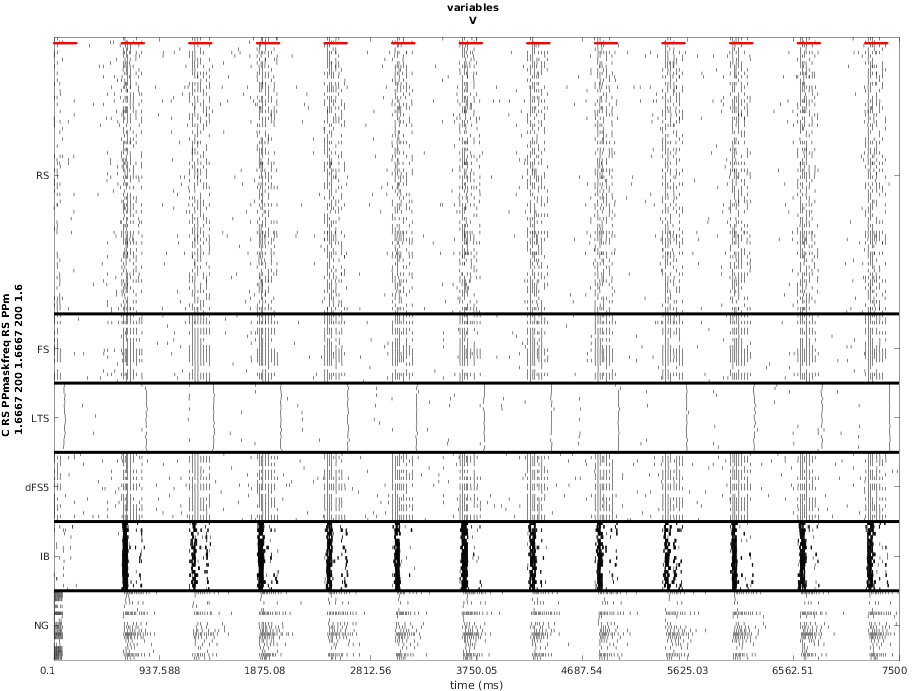 variables
V
C RS PPmaskfreq RS PPm
1.6667 200 1.6667 200 1.6
RS
FS
LTS
dFS5
IB
NG
0.1 937.588 1875.08 2812.56 3750.05 4687.54 5625.03 6562.51 7500
time (ms)